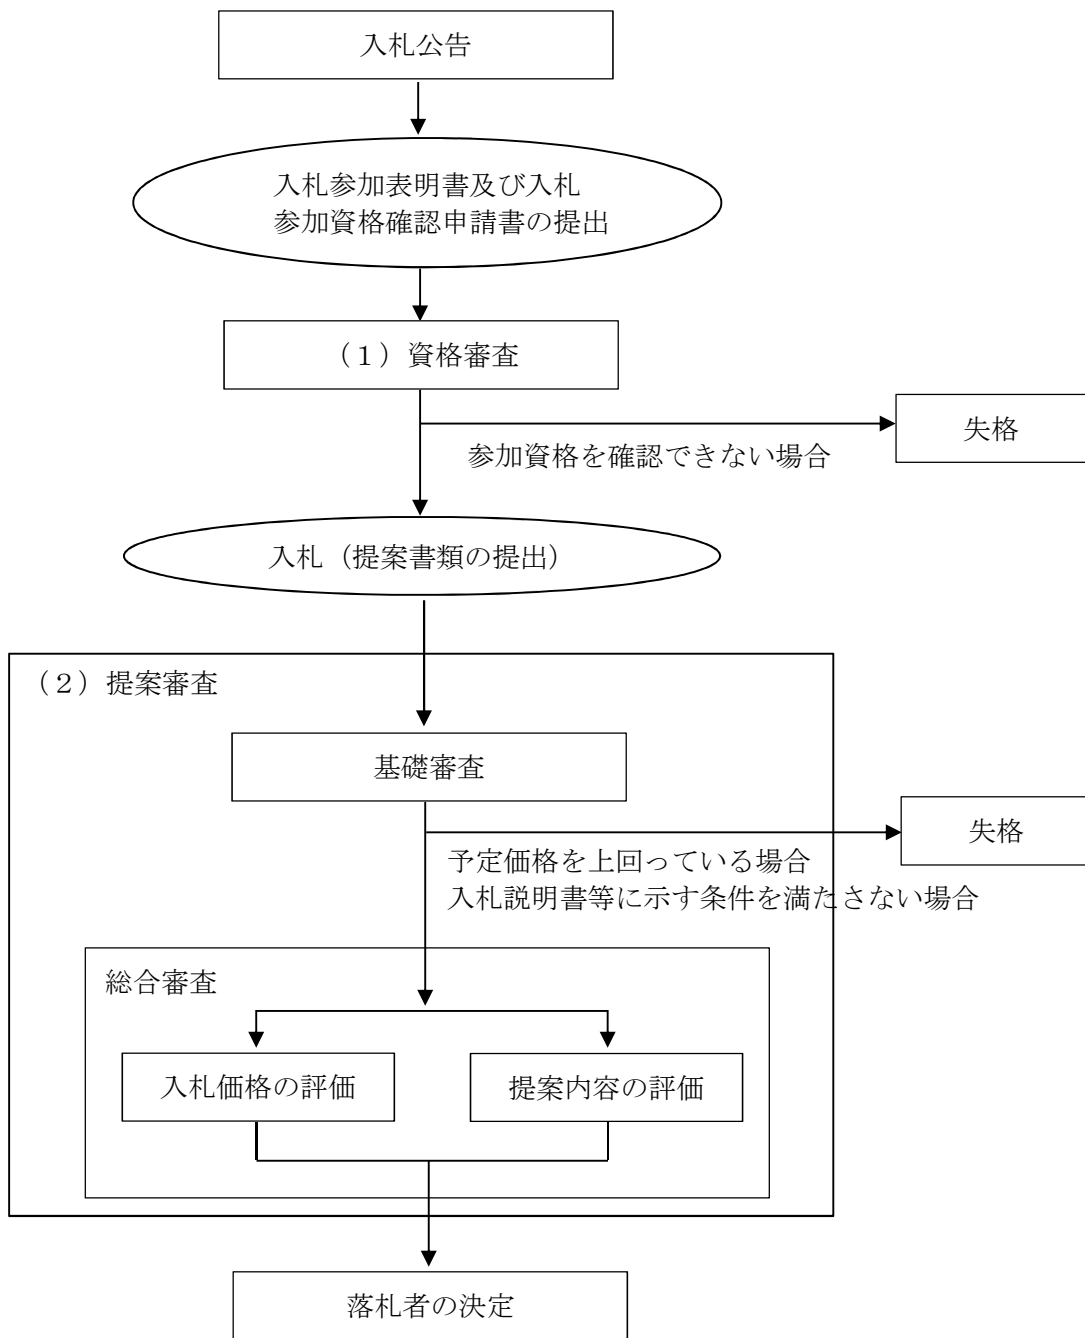 入札公告
入札参加表明書及び入札
参加資格確認申請書の提出
（１）資格審査
失格
参加資格を確認できない場合
入札（提案書類の提出）
（２）提案審査
基礎審査
失格
予定価格を上回っている場合
入札説明書等に示す条件を満たさない場合
総合審査
入札価格の評価
提案内容の評価
落札者の決定